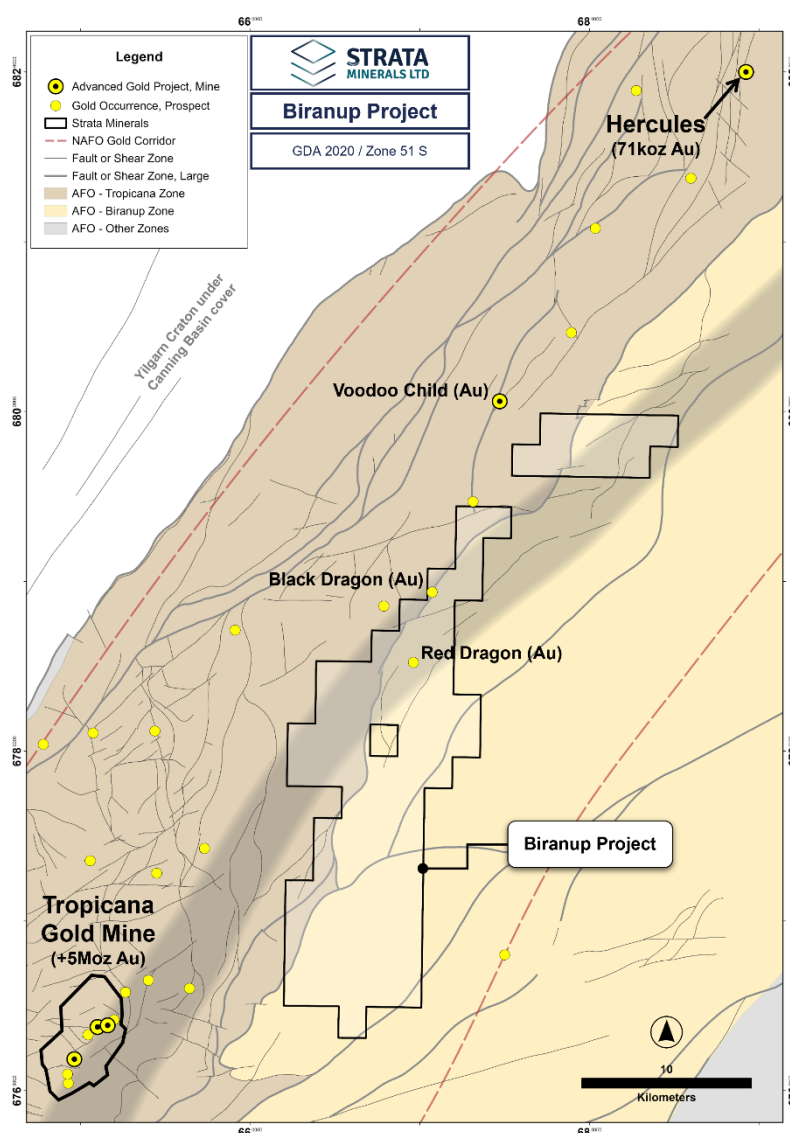 Legend
Advanced Gold Project, Mine
Gold Occurrence, Prospect
Strata Minerals
NAFO Gold Corridor
Fault or Shear Zone
Fault or Shear Zone, Large
AFO - Tropicana Zone
AFO - Biranup Zone
AFO - Other Zones
STRATA
MINERALS LTD
Biranup Project
GDA 2020 / Zone 51 S
Hercules
(71koz Au)
Yilgarn Craton under
Canning Basin cover
Voodoo Child (Au)
Black Dragon (Au)
Red Dragon (Au)
Biranup Project
Tropicana
Gold Mine
(+5Moz Au)
10
Kilometers